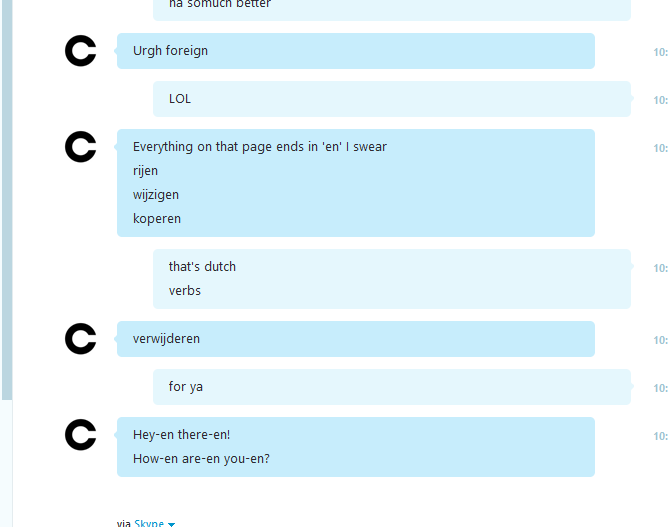 na somuch better
Urgh foreign
10:
LOL
10:
Everything on that page ends in 'en' I swear
10:
rijen
wijzigen
koperen
that's dutch
10:
verbs
verwijderen
10:
for ya
10:
Hey-en there-en!
10:
How-en are-en you-en?
via Skype